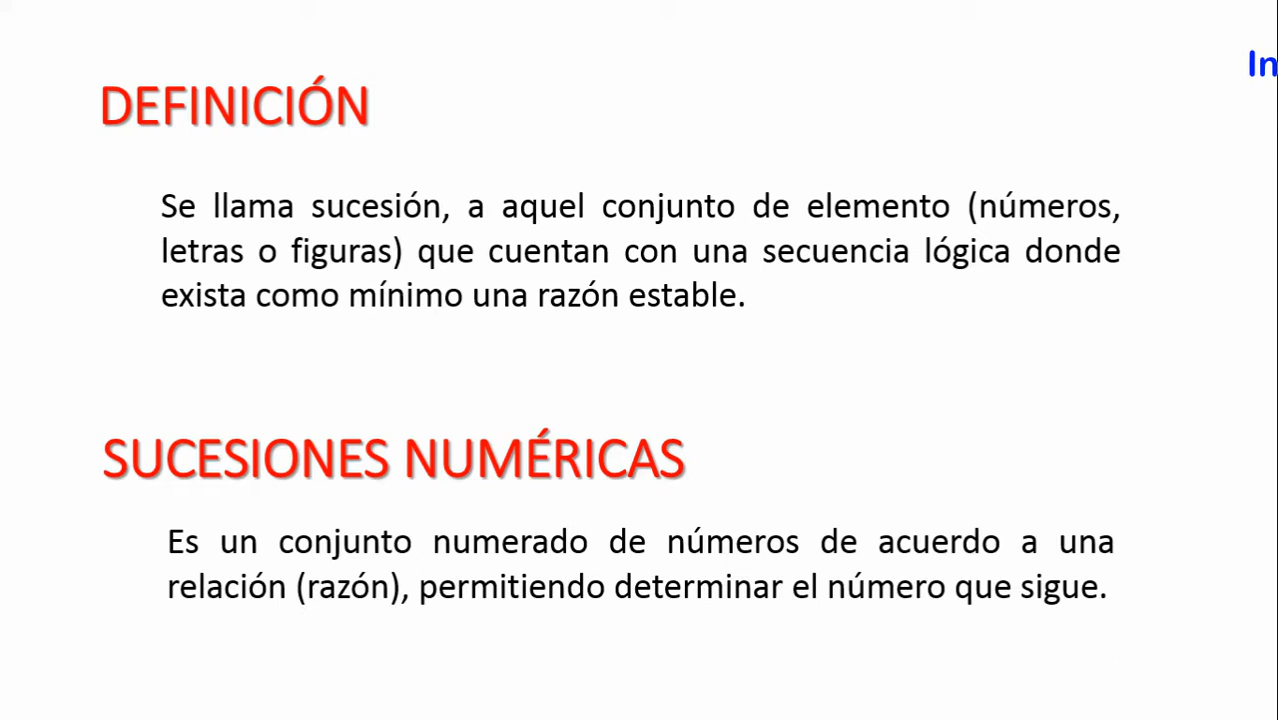 DEFINICIÓN
Se llama sucesión, a aquel conjunto de elemento (números,
letras o figuras) que cuentan con una secuencia lógica donde
exista como mínimo una razón estable.
SUCESIONES NUMÉRICAS
Es un conjunto numerado de números de acuerdo a una
relación (razón), permitiendo determinar el número que sigue.